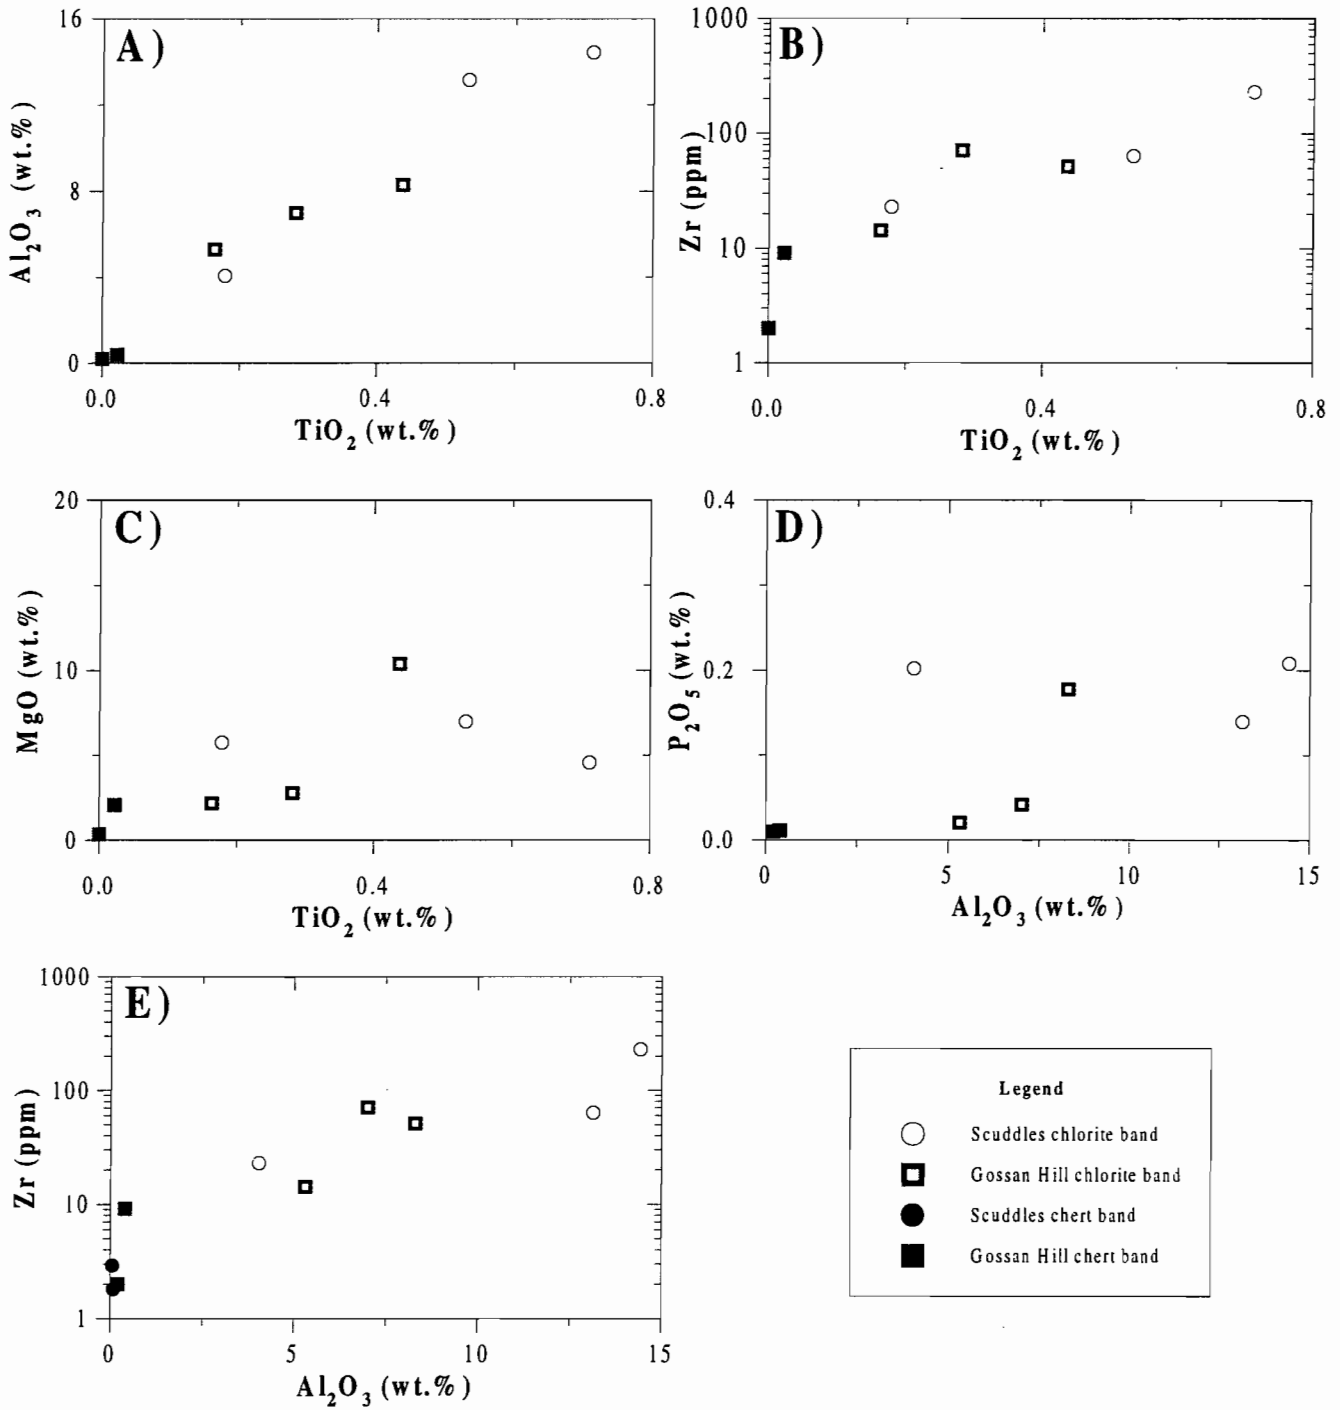 A)
16
8
0
Al₂O₃ (wt.%)
0.0 0.4 0.8
TiO₂ (wt.%)
B)
1000
100
10
1
Zr (ppm)
0.0 0.4 0.8
TiO₂ (wt.%)
C)
20
10
0
MgO (wt.%)
0.0 0.4 0.8
TiO₂ (wt.%)
D)
0.4
0.2
0.0
P₂O₅ (wt.%)
0 5 10 15
Al₂O₃ (wt.%)
E)
1000
100
10
1
Zr (ppm)
0 5 10 15
Al₂O₃ (wt.%)
Legend
Scuddles chlorite band
Gossan Hill chlorite band
Scuddles chert band
Gossan Hill chert band